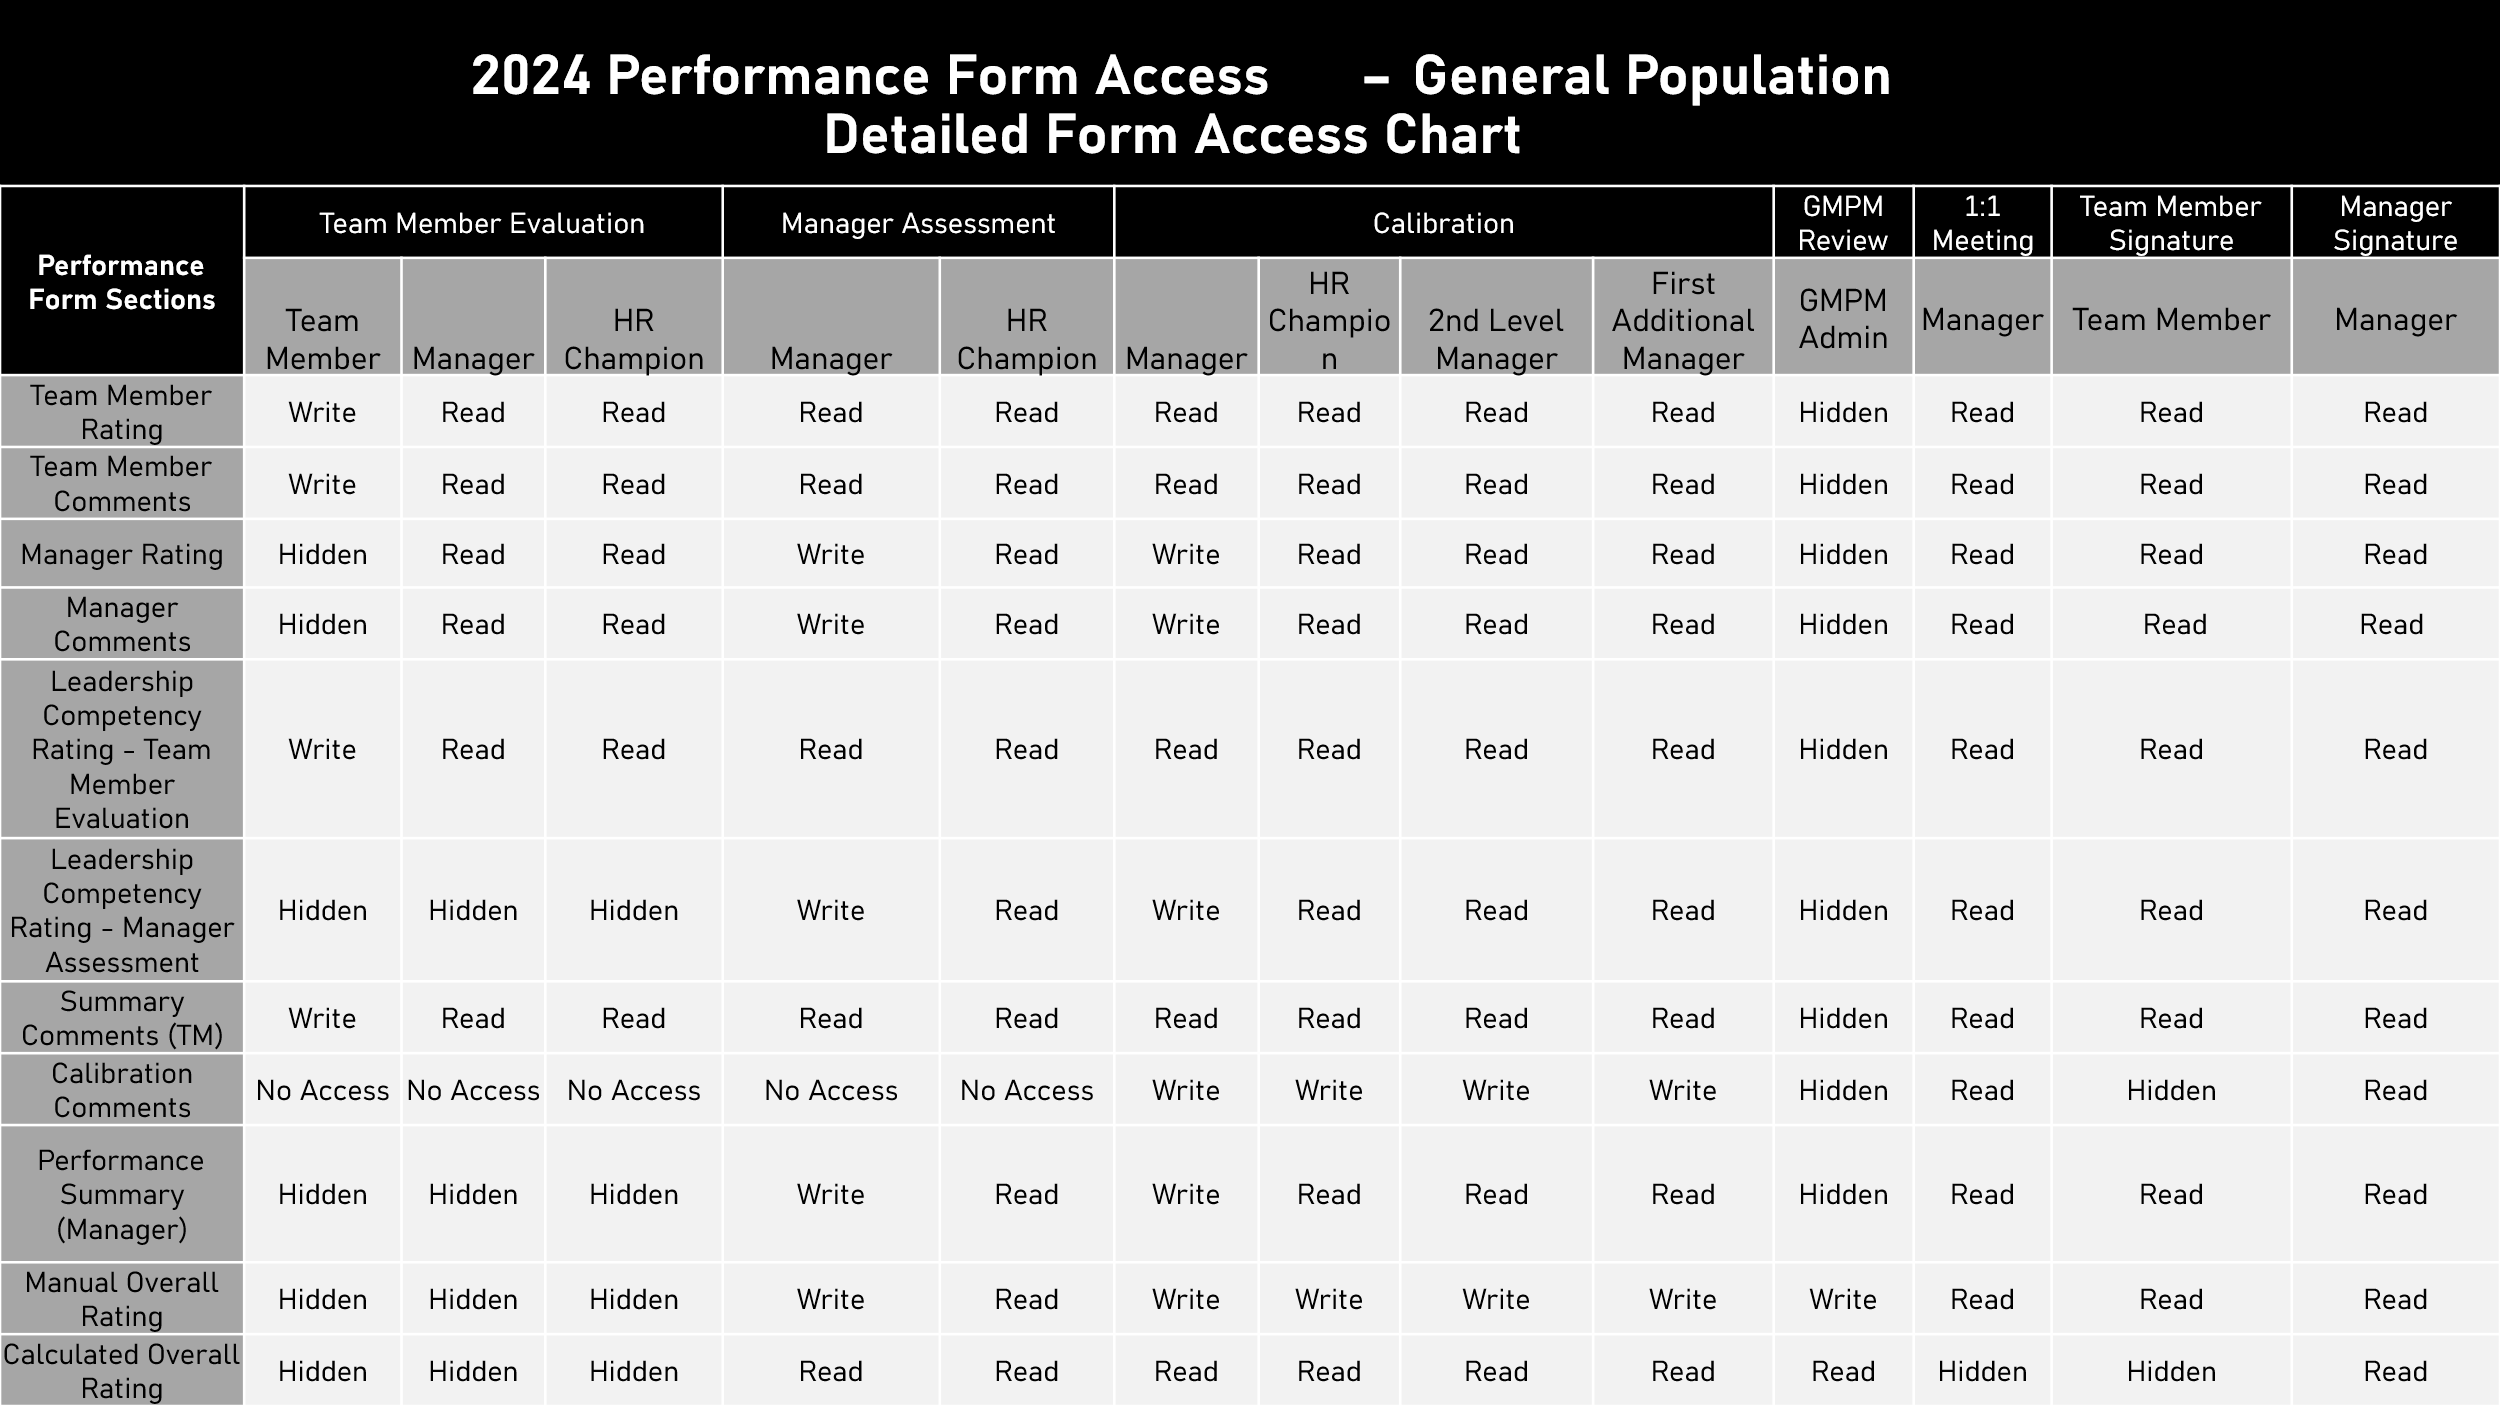 2024 Performance Form Access – General Population
Detailed Form Access Chart
Performance Form Sections Team Member Evaluation Manager Assessment Calibration GMPM Review 1:1 Meeting Team Member Signature Manager Signature
Team Member Manager HR Champion Manager HR Champion Manager HR Champion 2nd Level Manager First Additional Manager GMPM Admin Manager Team Member Manager
Team Member Rating Write Read Read Read Read Read Read Read Read Hidden Read Read Read
Team Member Comments Write Read Read Read Read Read Read Read Read Hidden Read Read Read
Manager Rating Hidden Read Read Write Read Write Read Read Read Hidden Read Read Read
Manager Comments Hidden Read Read Write Read Write Read Read Read Hidden Read Read Read
Leadership Competency Rating - Team Member Evaluation Write Read Read Read Read Read Read Read Read Hidden Read Read Read
Leadership Competency Rating - Manager Assessment Hidden Hidden Hidden Write Read Write Read Read Read Hidden Read Read Read
Summary Comments (TM) Write Read Read Read Read Read Read Read Read Hidden Read Read Read
Calibration Comments No Access No Access No Access No Access No Access Write Write Write Write Hidden Read Hidden Read
Performance Summary (Manager) Hidden Hidden Hidden Write Read Write Read Read Read Hidden Read Read Read
Manual Overall Rating Hidden Hidden Hidden Write Read Write Write Write Write Write Read Read Read
Calculated Overall Rating Hidden Hidden Hidden Read Read Read Read Read Read Read Hidden Hidden Read